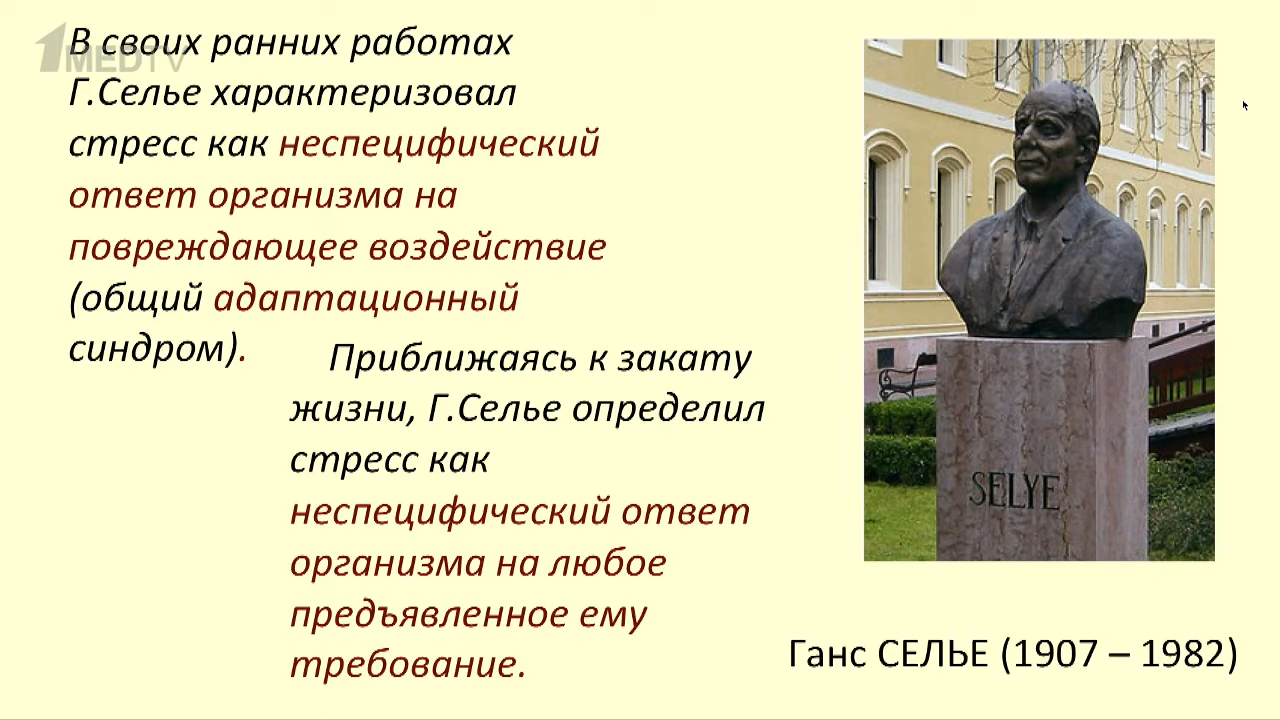 1MEDTV
В своих ранних работах
Г.Селье характеризовал
стресс как неспецифический
ответ организма на
повреждающее воздействие
(общий адаптационный
синдром).
Приближаясь к закату
жизни, Г.Селье определил
стресс как
неспецифический ответ
организма на любое
предъявленное ему
требование.
SELYE
Ганс СЕЛЬЕ (1907 – 1982)